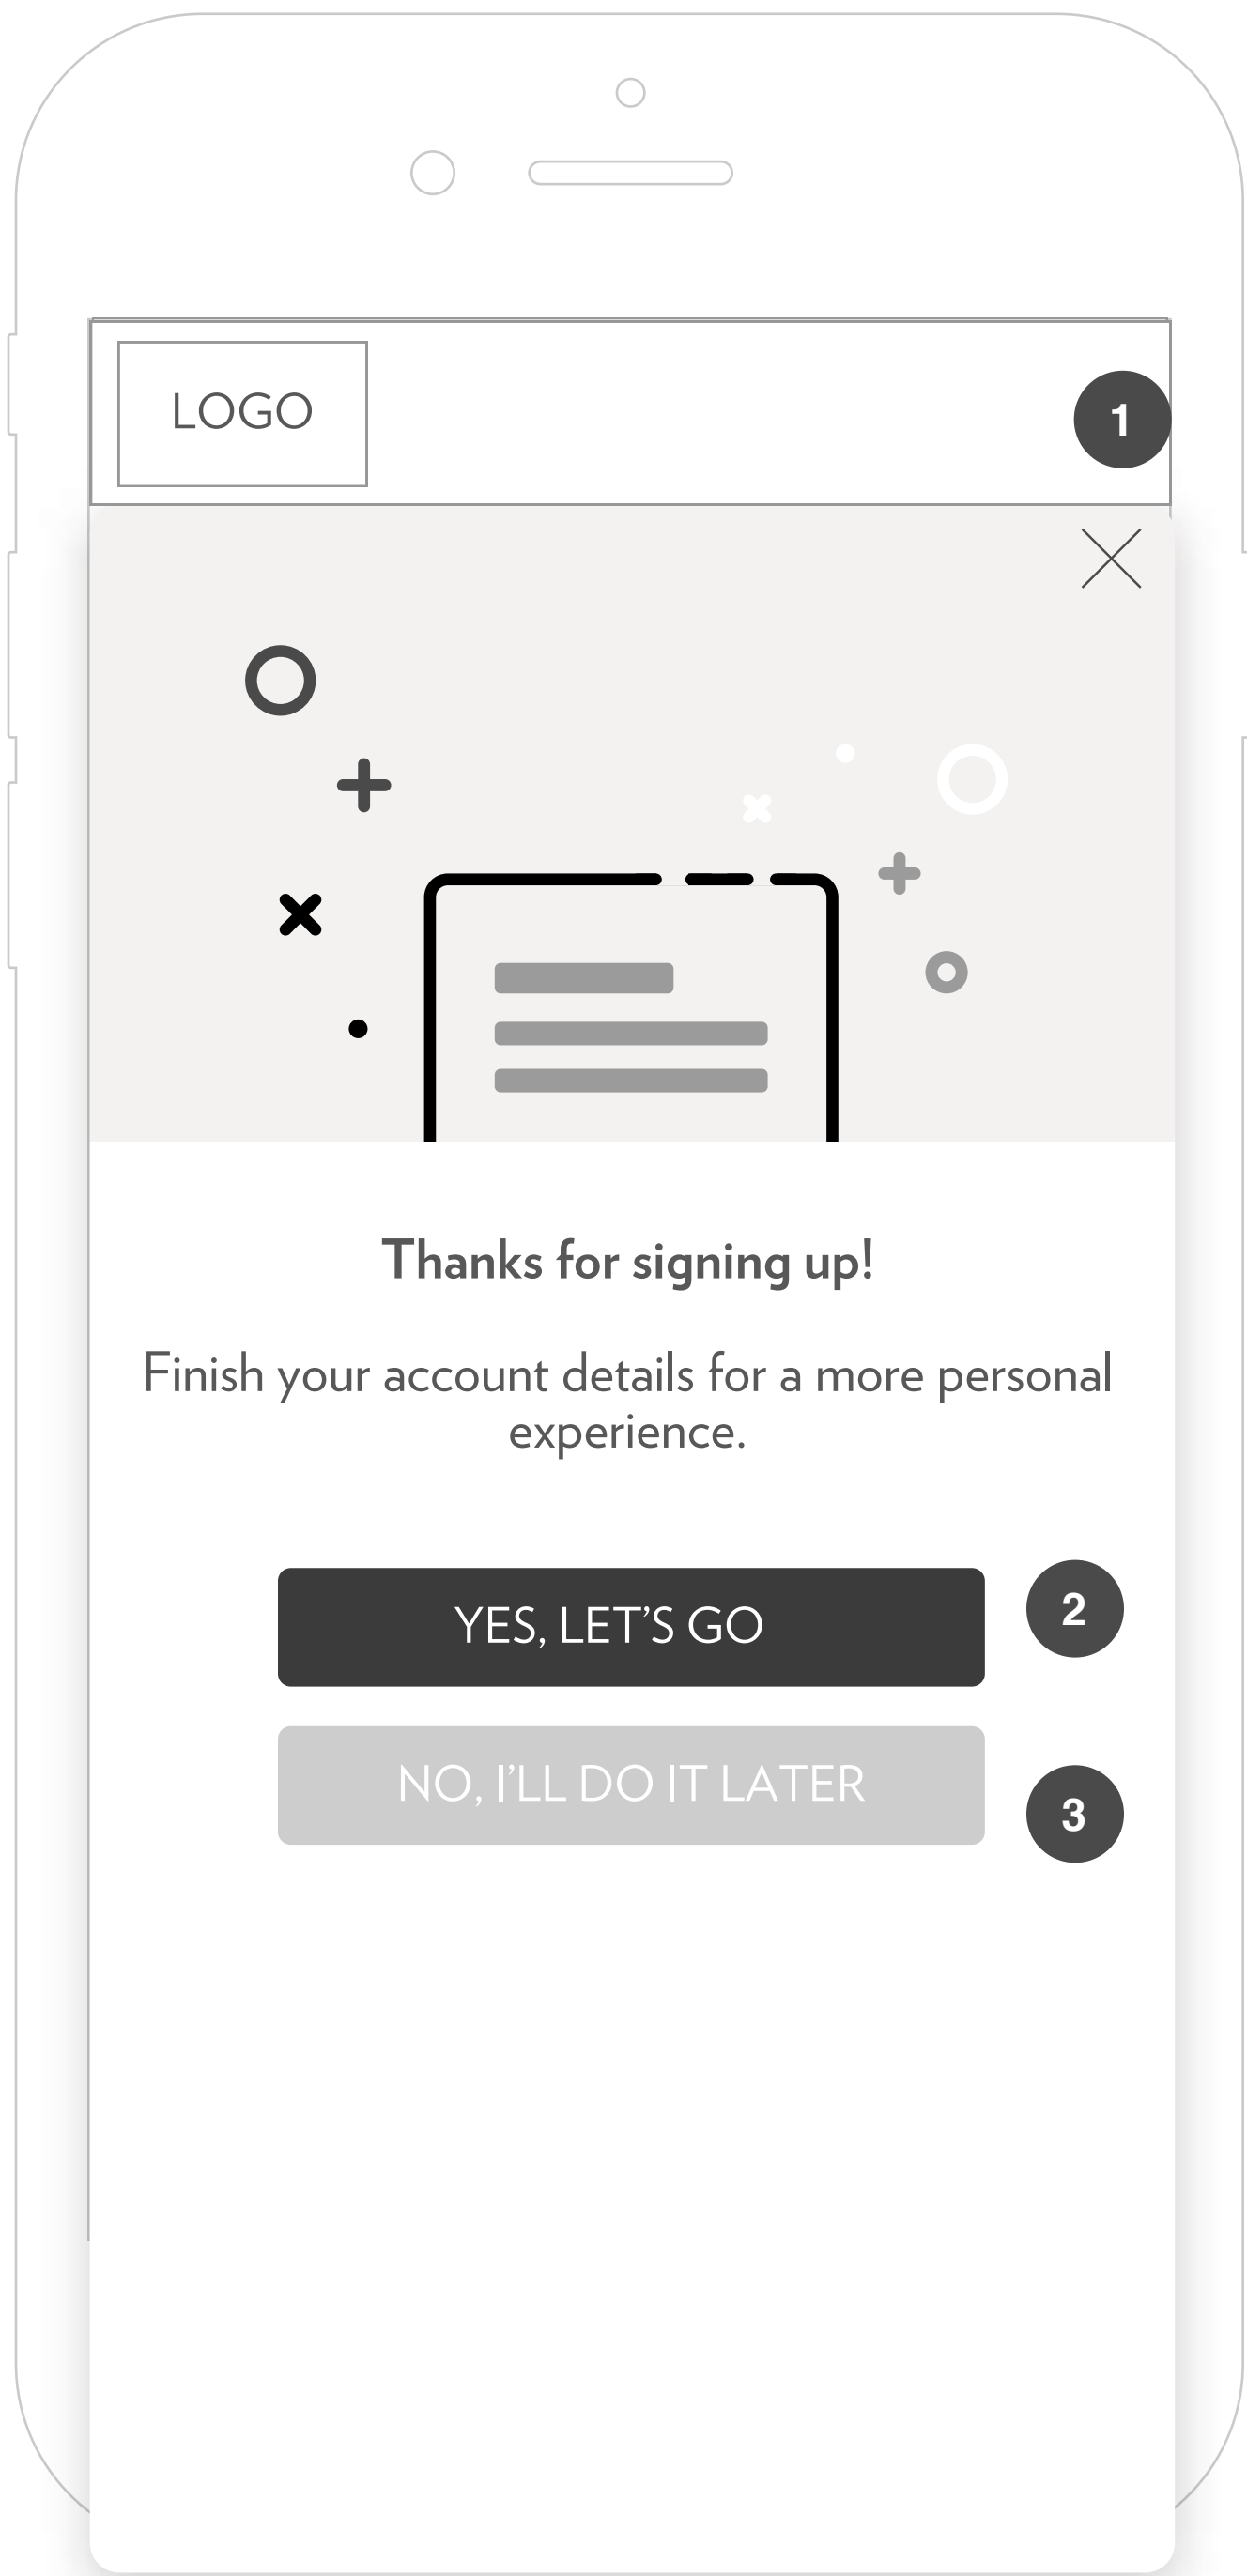 LOGO
1
Thanks for signing up!
Finish your account details for a more personal
experience.
YES, LET’S GO
2
NO, I’LL DO IT LATER
3